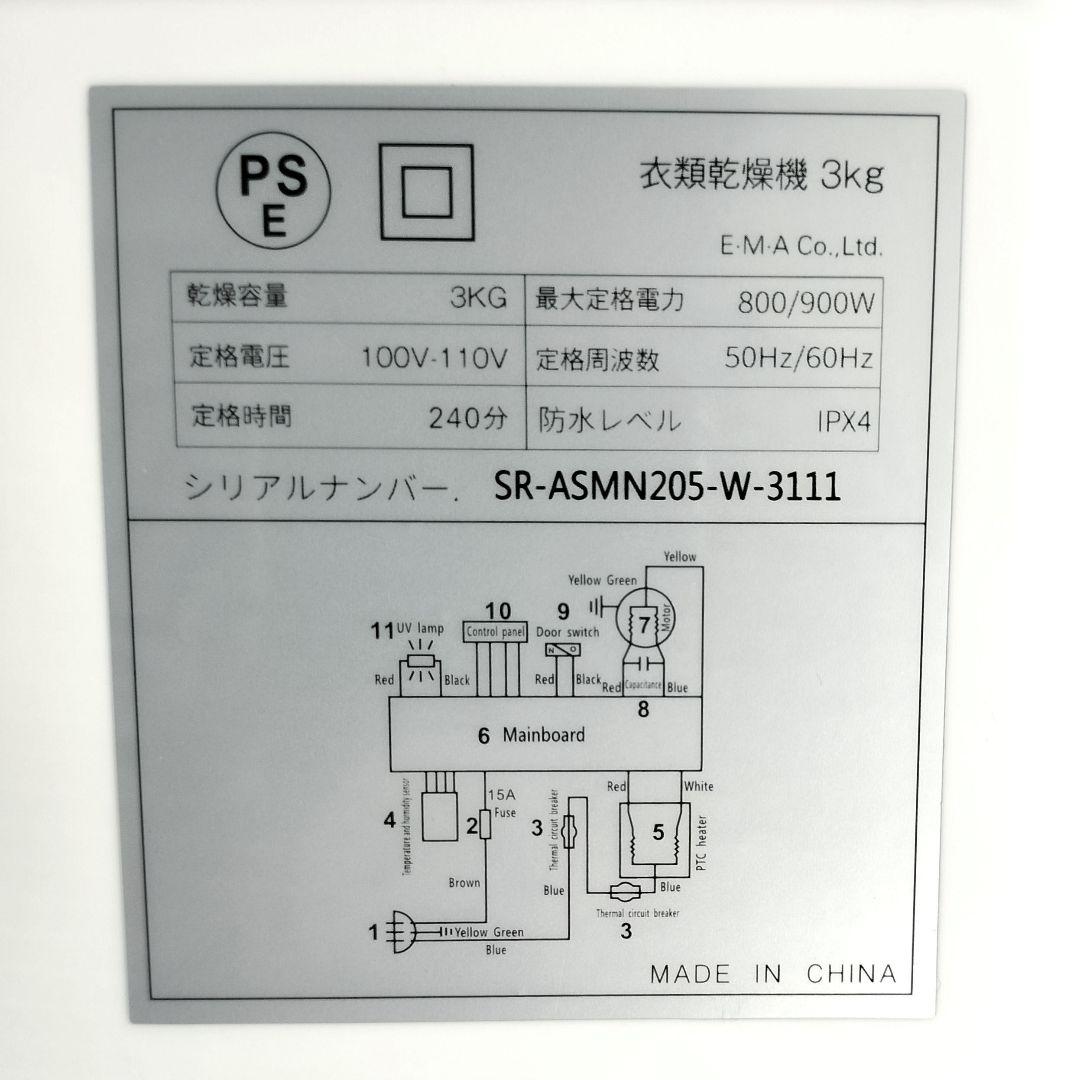 PS
E
衣類乾燥機 3kg
E·M·A Co.,Ltd.
乾燥容量 3KG 最大定格電力 800/900W
定格電圧 100V-110V 定格周波数 50Hz/60Hz
定格時間 240分 防水レベル IPX4
シリアルナンバー. SR-ASMN205-W-3111
Yellow
Yellow Green
10 9
11 UV lamp Control panel Door switch 7 Motor
N O
Red Black Red Black Red Capacitance Blue
8
6 Mainboard
Red White
15A
Fuse
4 Temperature and humidity sensor 2 3 Thermal circuit breaker 5 PTC heater
Brown Blue Blue
Thermal circuit breaker
1 Yellow Green 3
Blue
MADE IN CHINA